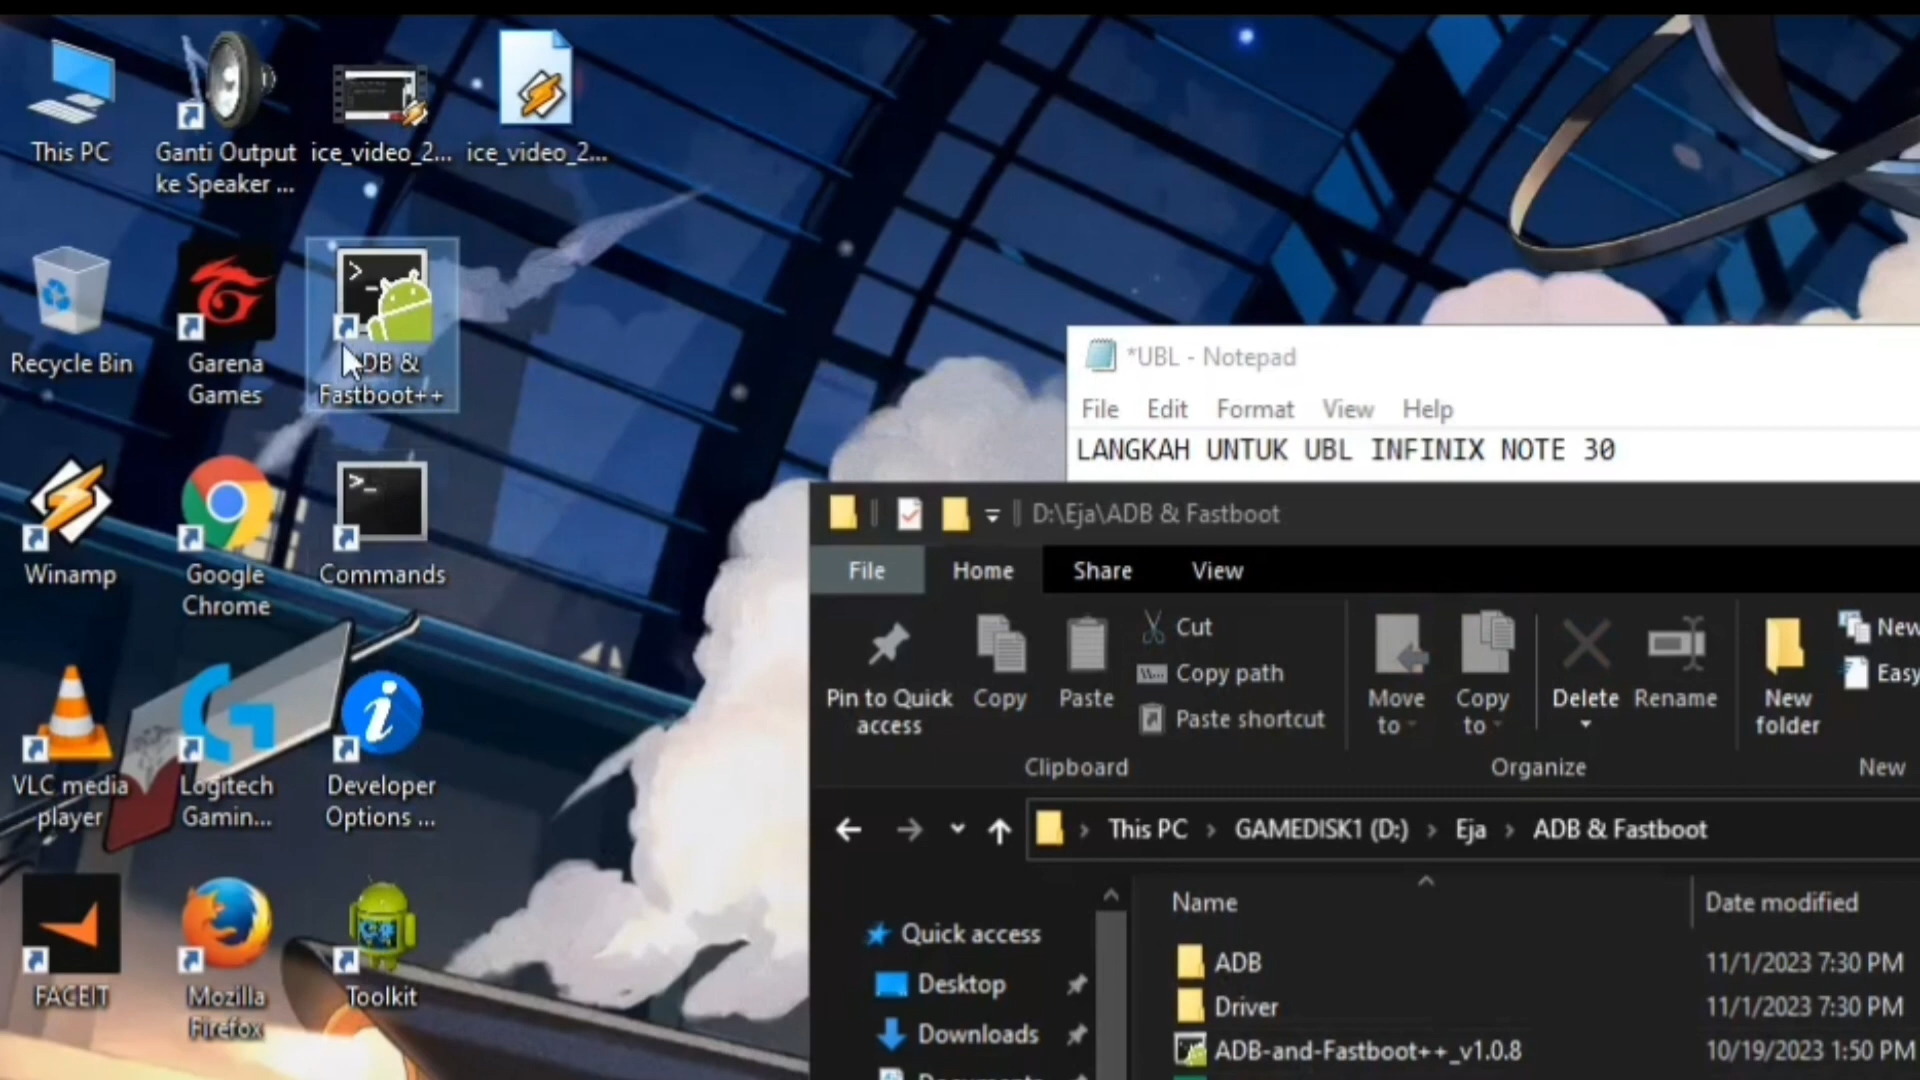 This PC
Ganti Output
ke Speaker ...
ice_video_2...
ice_video_2...
Recycle Bin
Garena
Games
ADB &
Fastboot++
Winamp
Google
Chrome
Commands
VLC media
player
Logitech
Gamin...
Developer
Options ...
FACEIT
Mozilla
Firefox
Toolkit
*UBL - Notepad
File Edit Format View Help
LANGKAH UNTUK UBL INFINIX NOTE 30
D:\Eja\ADB & Fastboot
File Home Share View
Pin to Quick
access
Copy
Paste
Cut
Copy path
Paste shortcut
Clipboard
Move
to
Copy
to
Delete
Rename
Organize
New
folder
New
Easy
New
This PC > GAMEDISK1 (D:) > Eja > ADB & Fastboot
Quick access
Desktop
Downloads
Name Date modified
ADB 11/1/2023 7:30 PM
Driver 11/1/2023 7:30 PM
ADB-and-Fastboot++_v1.0.8 10/19/2023 1:50 PM